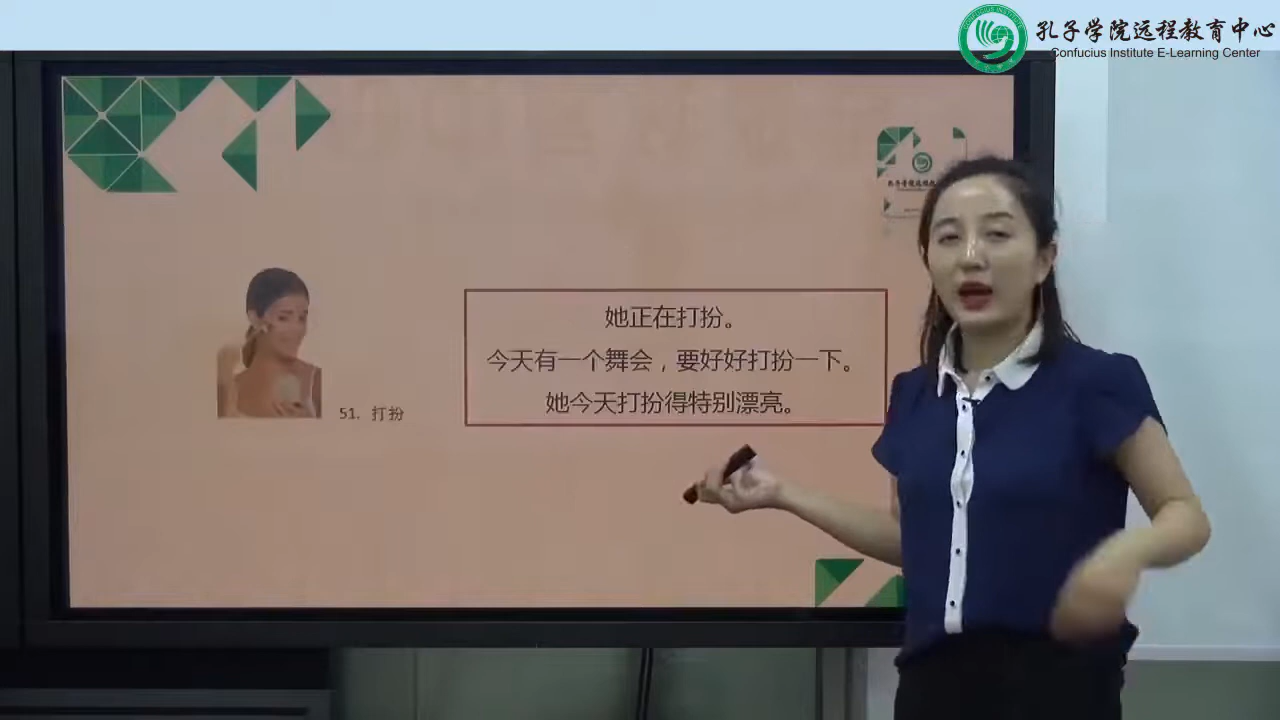 孔子学院远程教育中心
Confucius Institute E-Learning Center
她正在打扮。
今天有一个舞会，要好好打扮一下。
她今天打扮得特别漂亮。
51. 打扮